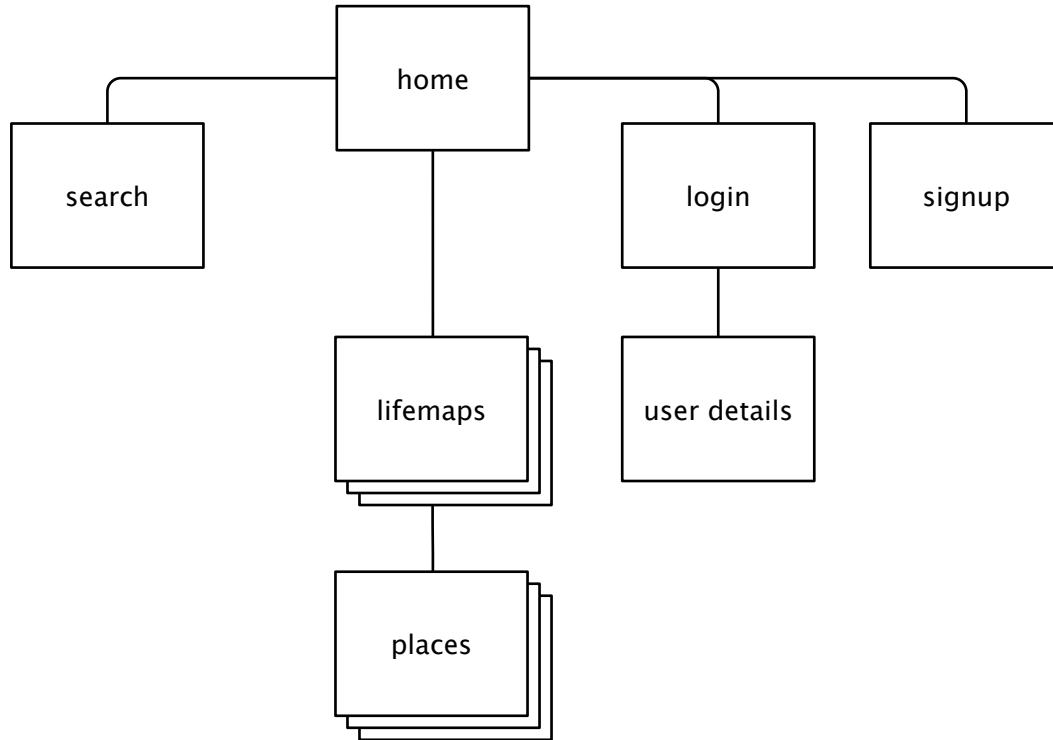 home
search
login
signup
lifemaps
user details
places